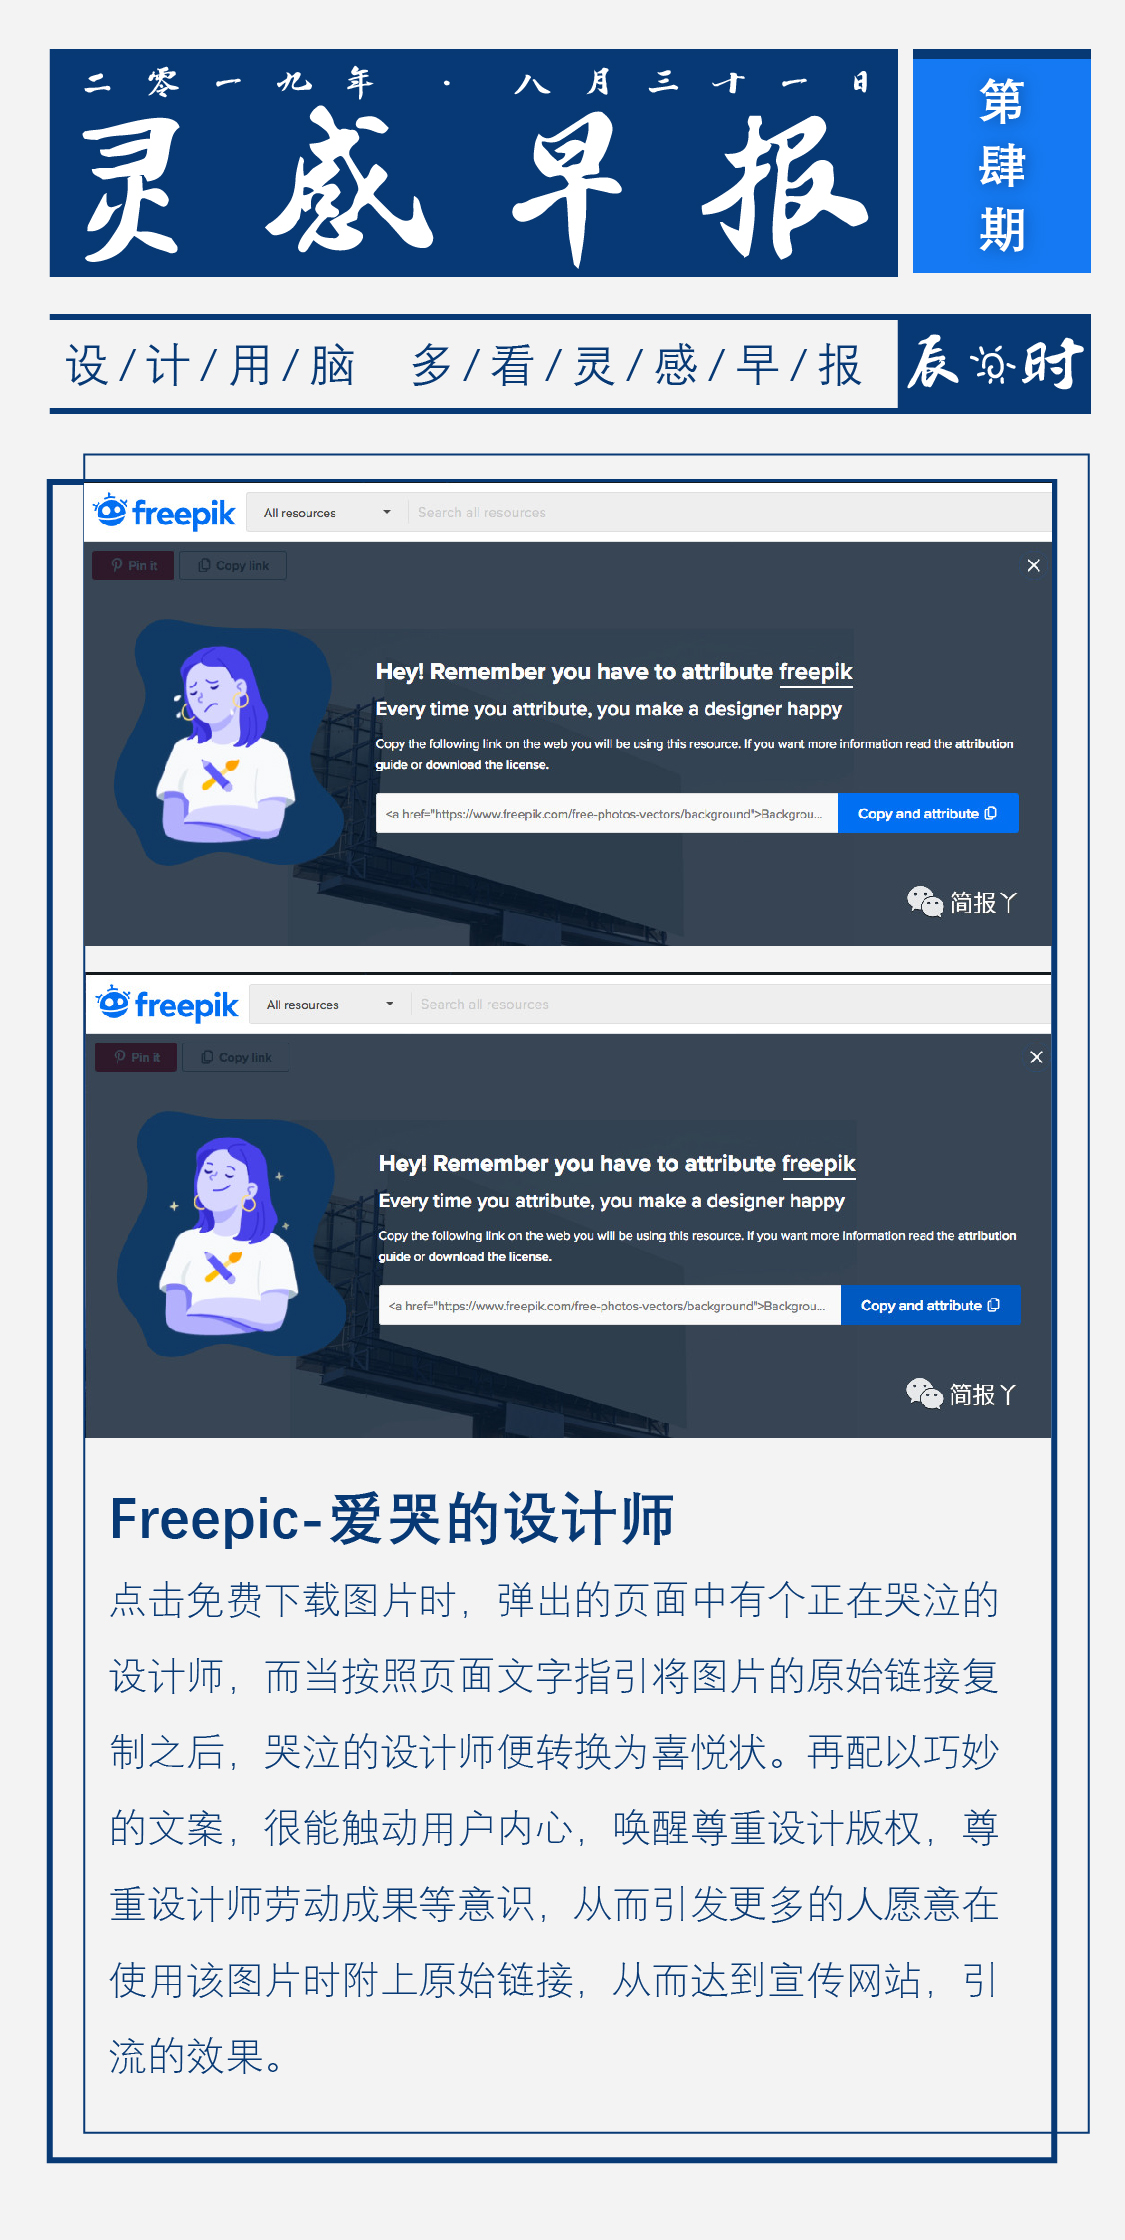 二零一九年·八月三十一日
灵感早报
第肆期
设/计/用/脑 多/看/灵/感/早/报
辰时
freepik All resources Search all resources
Pin it Copy link
Hey! Remember you have to attribute freepik
Every time you attribute, you make a designer happy
Copy the following link on the web you will be using this resource. If you want more information read the attribution
guide or download the license.
<a href="https://www.freepik.com/free-photos-vectors/background">Backgrou... Copy and attribute
简报丫
freepik All resources Search all resources
Pin it Copy link
Hey! Remember you have to attribute freepik
Every time you attribute, you make a designer happy
Copy the following link on the web you will be using this resource. If you want more information read the attribution
guide or download the license.
<a href="https://www.freepik.com/free-photos-vectors/background">Backgrou... Copy and attribute
简报丫
Freepic-爱哭的设计师
点击免费下载图片时，弹出的页面中有个正在哭泣的
设计师，而当按照页面文字指引将图片的原始链接复
制之后，哭泣的设计师便转换为喜悦状。再配以巧妙
的文案，很能触动用户内心，唤醒尊重设计版权，尊
重设计师劳动成果等意识，从而引发更多的人愿意在
使用该图片时附上原始链接，从而达到宣传网站，引
流的效果。